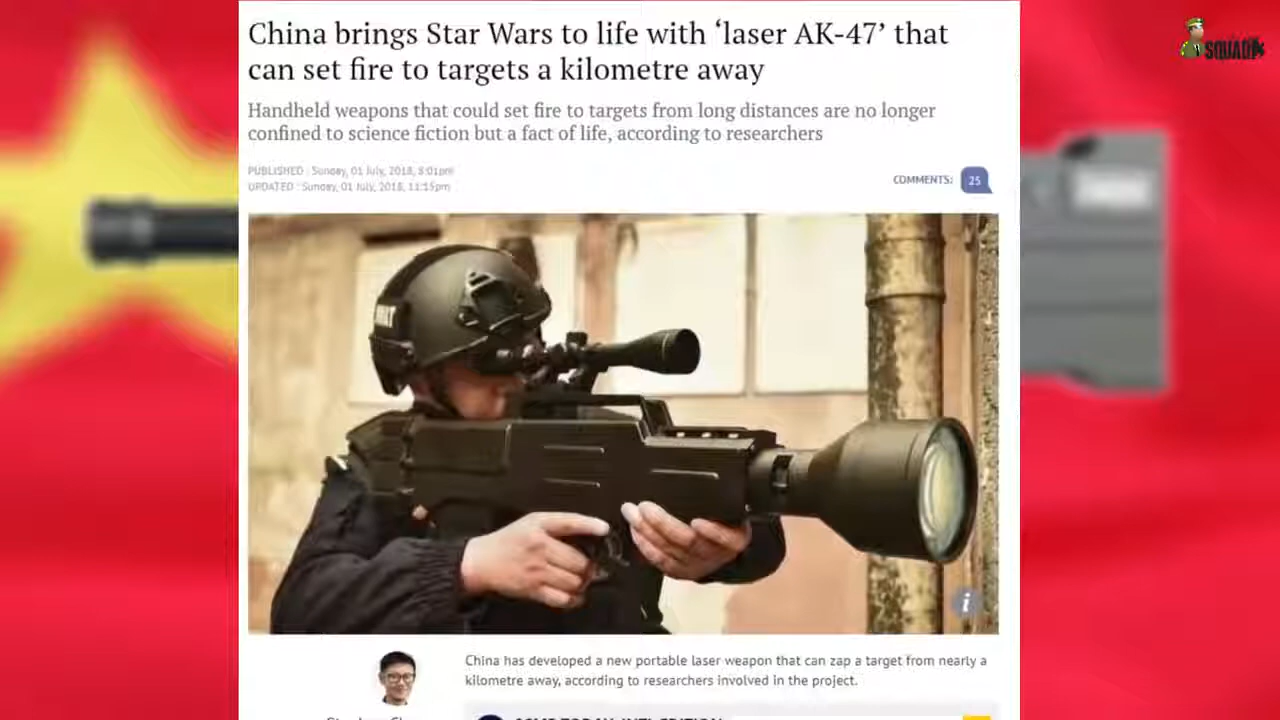 China brings Star Wars to life with ‘laser AK-47’ that
can set fire to targets a kilometre away
SQUAD
Handheld weapons that could set fire to targets from long distances are no longer
confined to science fiction but a fact of life, according to researchers
PUBLISHED : Sunday, 01 July, 2018, 8:01pm
UPDATED : Sunday, 01 July, 2018, 11:15pm
COMMENTS: 25
i
China has developed a new portable laser weapon that can zap a target from nearly a
kilometre away, according to researchers involved in the project.